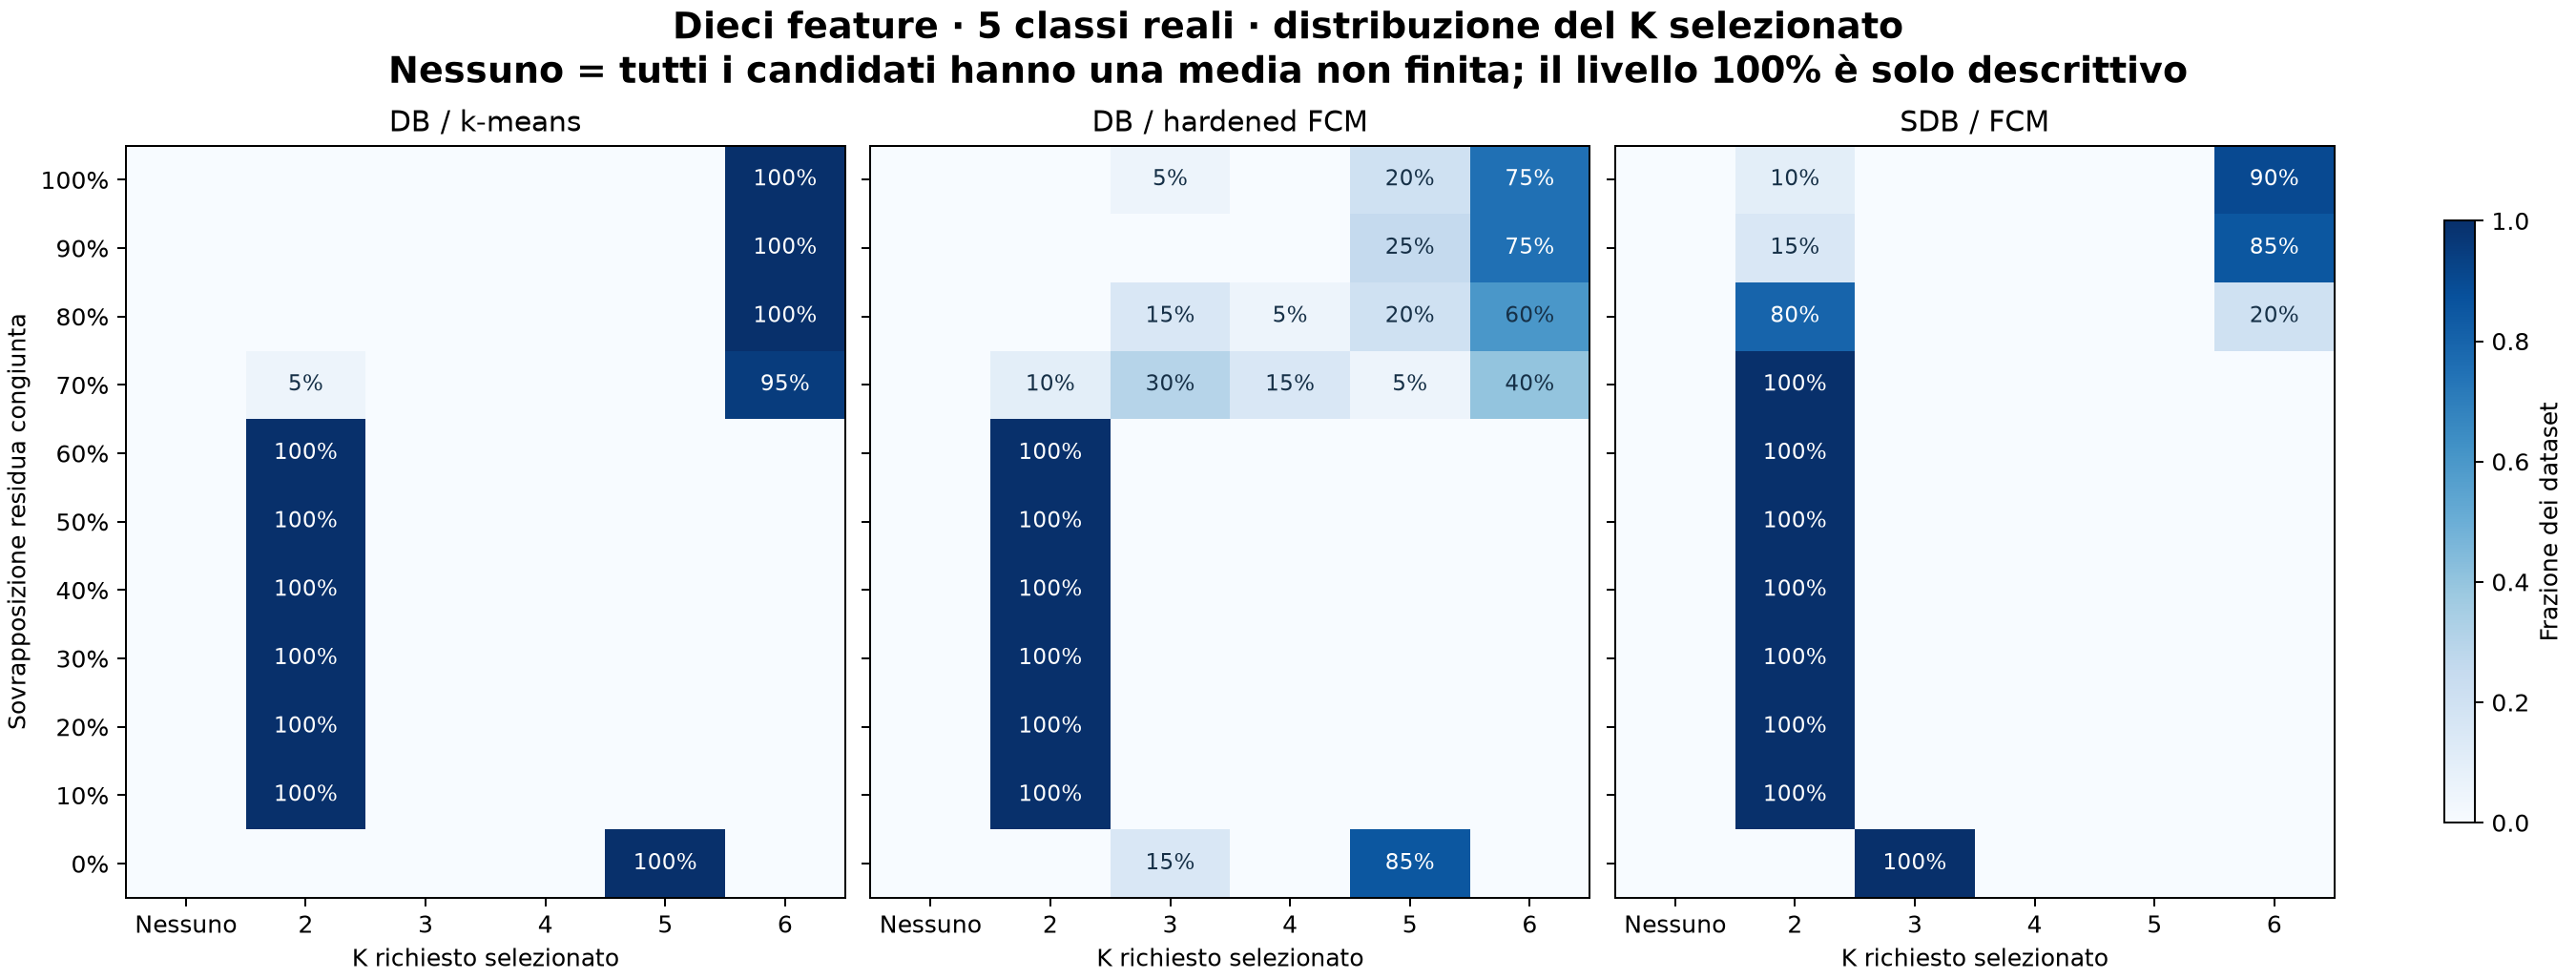 Dieci feature · 5 classi reali · distribuzione del K selezionato
Nessuno = tutti i candidati hanno una media non finita; il livello 100% è solo descrittivo
DB / k-means
DB / hardened FCM
SDB / FCM
Sovrapposizione residua congiunta
100%
90%
80%
70%
60%
50%
40%
30%
20%
10%
0%
100%
100%
100%
5% 95%
100%
100%
100%
100%
100%
100%
100%
Nessuno 2 3 4 5 6
K richiesto selezionato
5% 20% 75%
25% 75%
15% 5% 20% 60%
10% 30% 15% 5% 40%
100%
100%
100%
100%
100%
100%
15% 85%
Nessuno 2 3 4 5 6
K richiesto selezionato
10% 90%
15% 85%
80% 20%
100%
100%
100%
100%
100%
100%
100%
100%
Nessuno 2 3 4 5 6
K richiesto selezionato
1.0
0.8
0.6
0.4
0.2
0.0
Frazione dei dataset